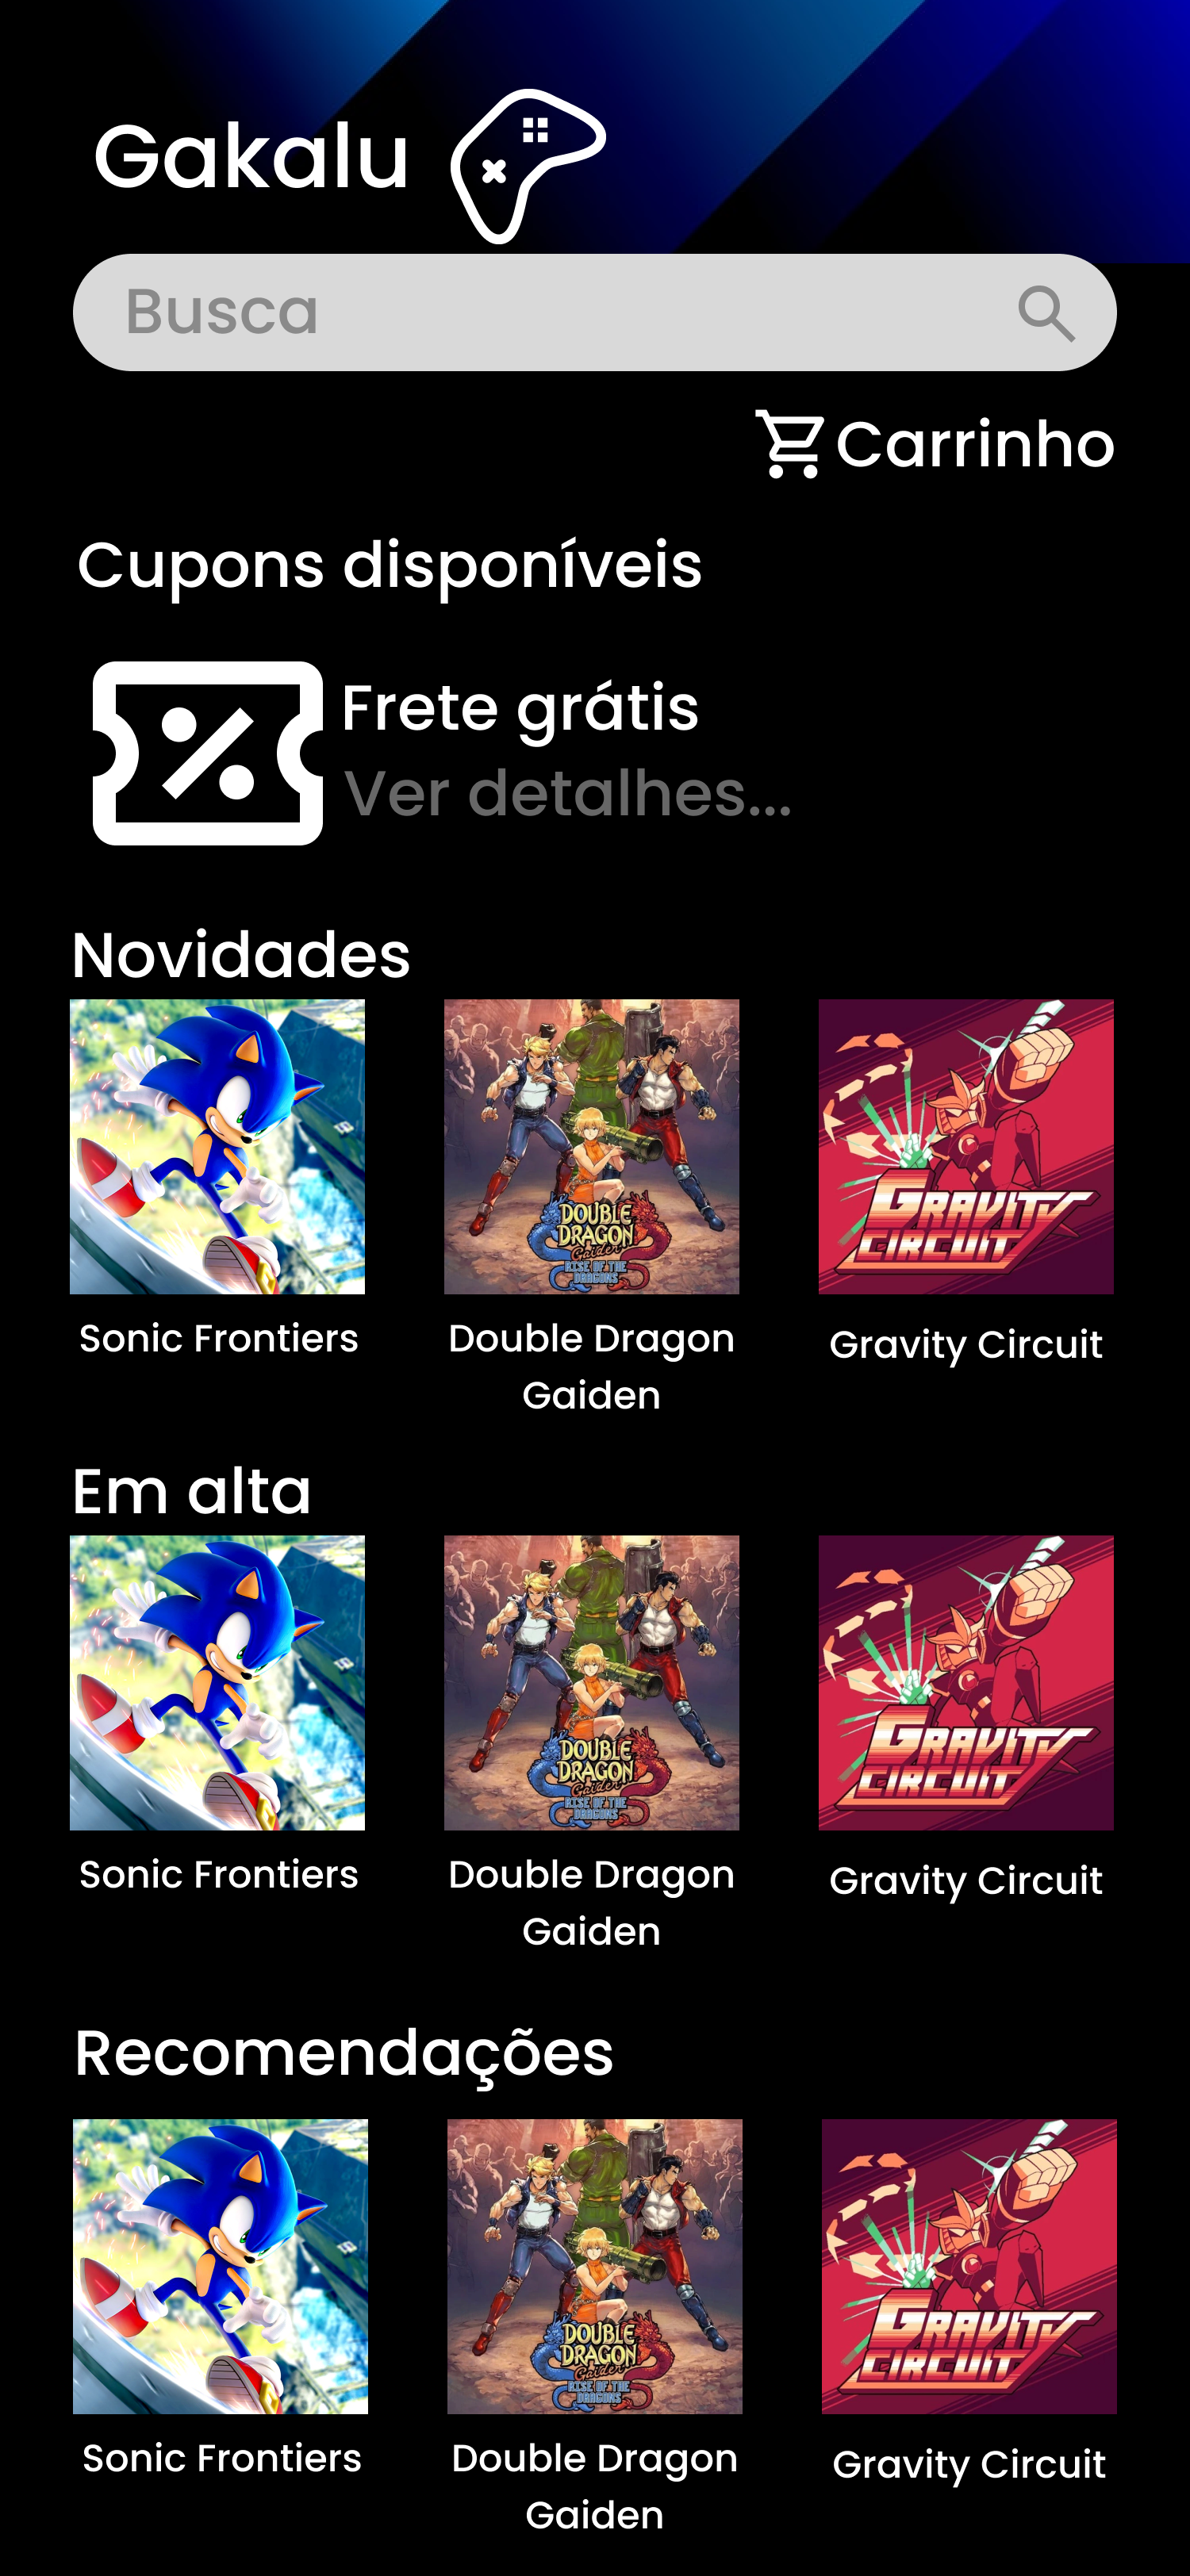 Gakalu
Busca
Carrinho
Cupons disponíveis
Frete grátis
Ver detalhes...
Novidades
DOUBLE
DRAGON
Gaiden
RISE OF THE
DRAGONS
GRAVITY
CIRCUIT
Sonic Frontiers
Double Dragon
Gaiden
Gravity Circuit
Em alta
DOUBLE
DRAGON
Gaiden
RISE OF THE
DRAGONS
GRAVITY
CIRCUIT
Sonic Frontiers
Double Dragon
Gaiden
Gravity Circuit
Recomendações
DOUBLE
DRAGON
Gaiden
RISE OF THE
DRAGONS
GRAVITY
CIRCUIT
Sonic Frontiers
Double Dragon
Gaiden
Gravity Circuit